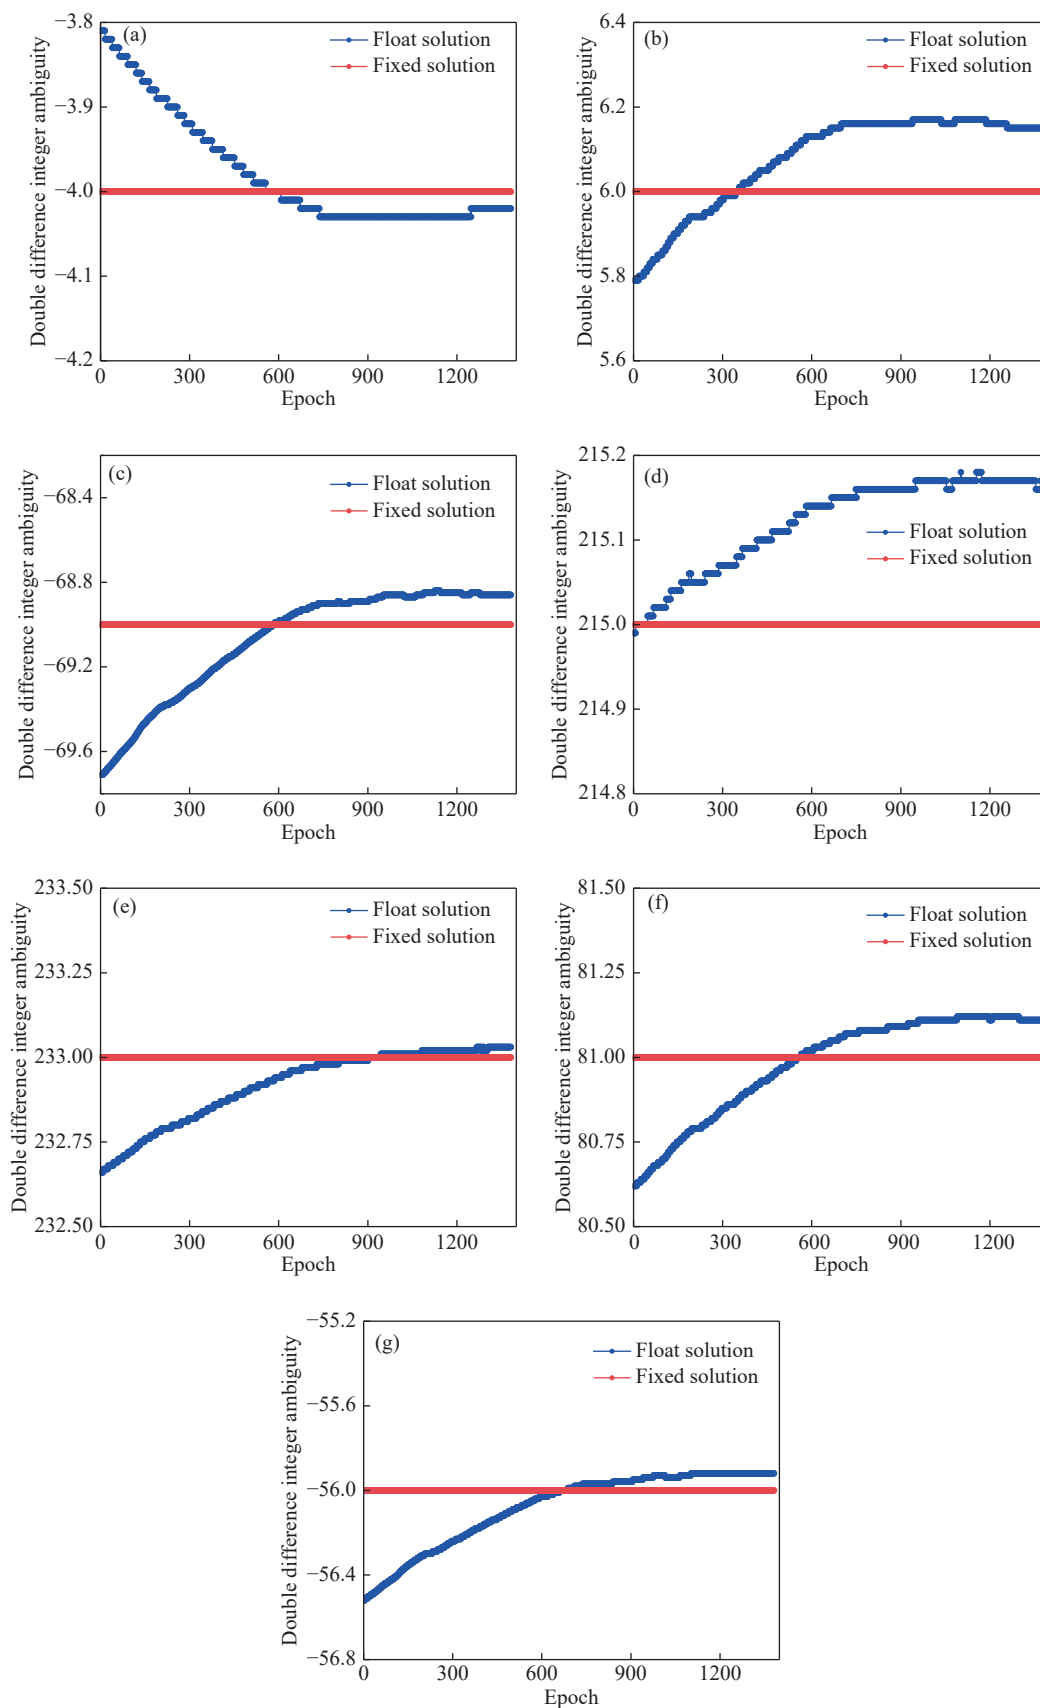 (a)
Float solution
Fixed solution
Double difference integer ambiguity
−3.8
−3.9
−4.0
−4.1
−4.2
0 300 600 900 1200
Epoch
(b)
Float solution
Fixed solution
Double difference integer ambiguity
6.4
6.2
6.0
5.8
5.6
0 300 600 900 1200
Epoch
(c)
Float solution
Fixed solution
Double difference integer ambiguity
−68.4
−68.8
−69.2
−69.6
0 300 600 900 1200
Epoch
(d)
Float solution
Fixed solution
Double difference integer ambiguity
215.2
215.1
215.0
214.9
214.8
0 300 600 900 1200
Epoch
(e)
Float solution
Fixed solution
Double difference integer ambiguity
233.50
233.25
233.00
232.75
232.50
0 300 600 900 1200
Epoch
(f)
Float solution
Fixed solution
Double difference integer ambiguity
81.50
81.25
81.00
80.75
80.50
0 300 600 900 1200
Epoch
(g)
Float solution
Fixed solution
Double difference integer ambiguity
−55.2
−55.6
−56.0
−56.4
−56.8
0 300 600 900 1200
Epoch